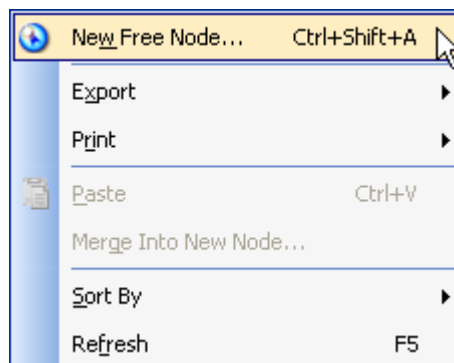 New Free Node... Ctrl+Shift+A
Export
Print
Paste Ctrl+V
Merge Into New Node...
Sort By
Refresh F5